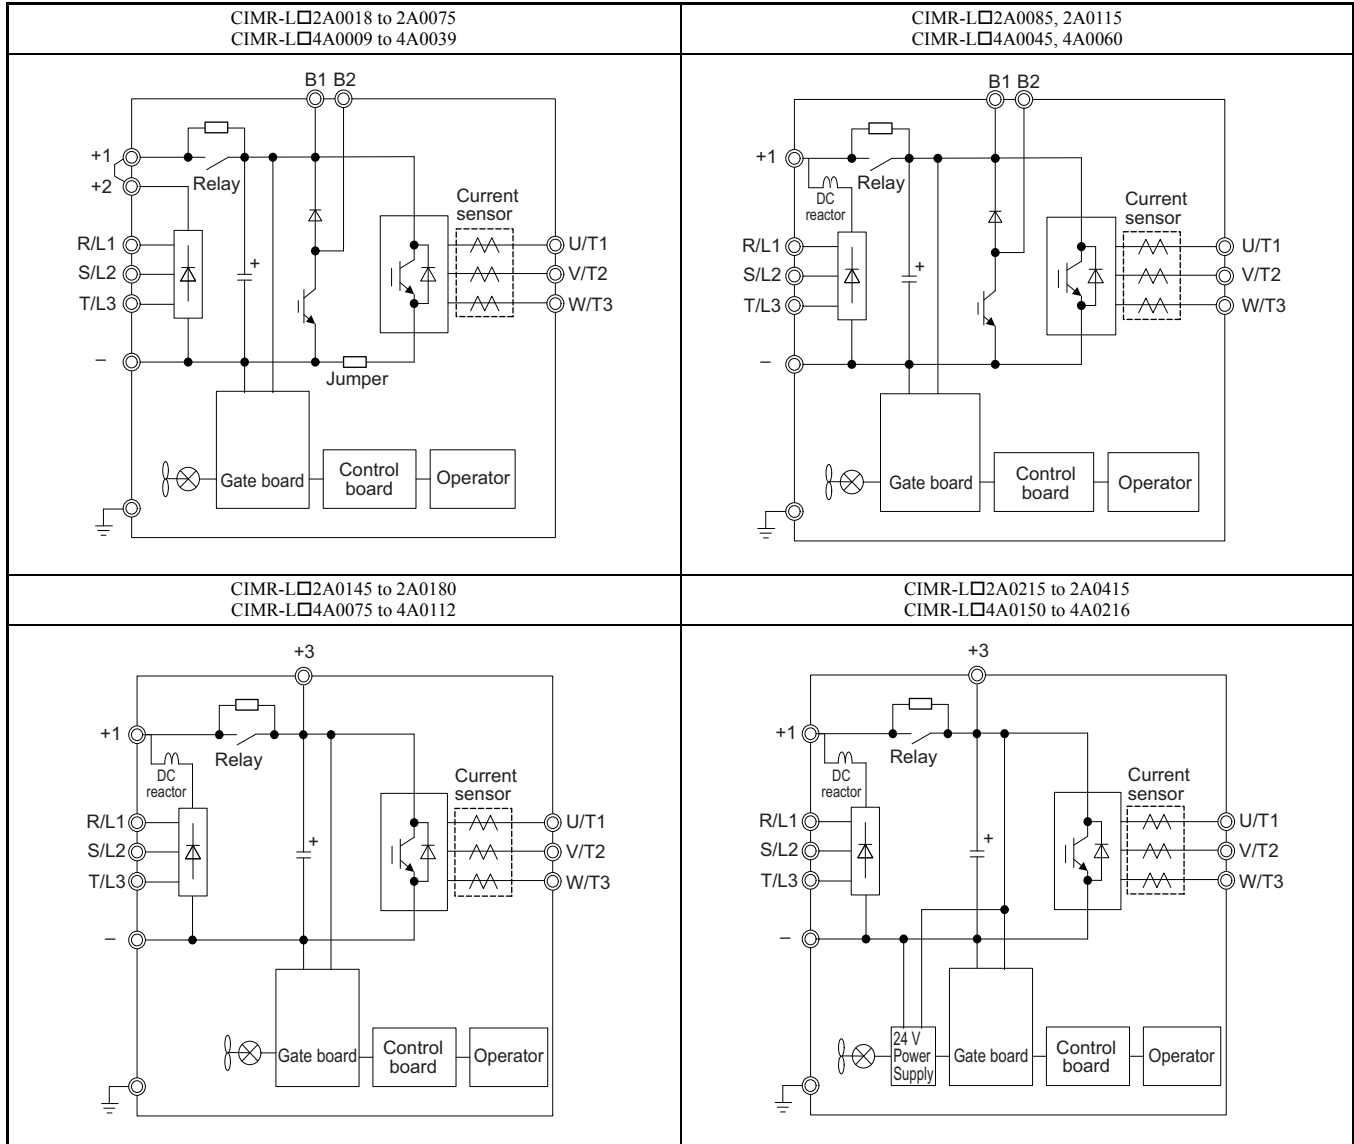 CIMR-L□2A0018 to 2A0075
CIMR-L□4A0009 to 4A0039
B1 B2
+1
Relay
+2
Current
sensor
R/L1
U/T1
+
S/L2
V/T2
T/L3
W/T3
–
Jumper
Gate board
Control
board
Operator
CIMR-L□2A0085, 2A0115
CIMR-L□4A0045, 4A0060
B1 B2
+1
Relay
DC
reactor
Current
sensor
R/L1
U/T1
+
S/L2
V/T2
T/L3
W/T3
–
Gate board
Control
board
Operator
CIMR-L□2A0145 to 2A0180
CIMR-L□4A0075 to 4A0112
+3
+1
Relay
DC
reactor
Current
sensor
R/L1
U/T1
+
S/L2
V/T2
T/L3
W/T3
–
Gate board
Control
board
Operator
CIMR-L□2A0215 to 2A0415
CIMR-L□4A0150 to 4A0216
+3
+1
Relay
DC
reactor
Current
sensor
R/L1
U/T1
+
S/L2
V/T2
T/L3
W/T3
–
24 V
Power
Supply
Gate board
Control
board
Operator